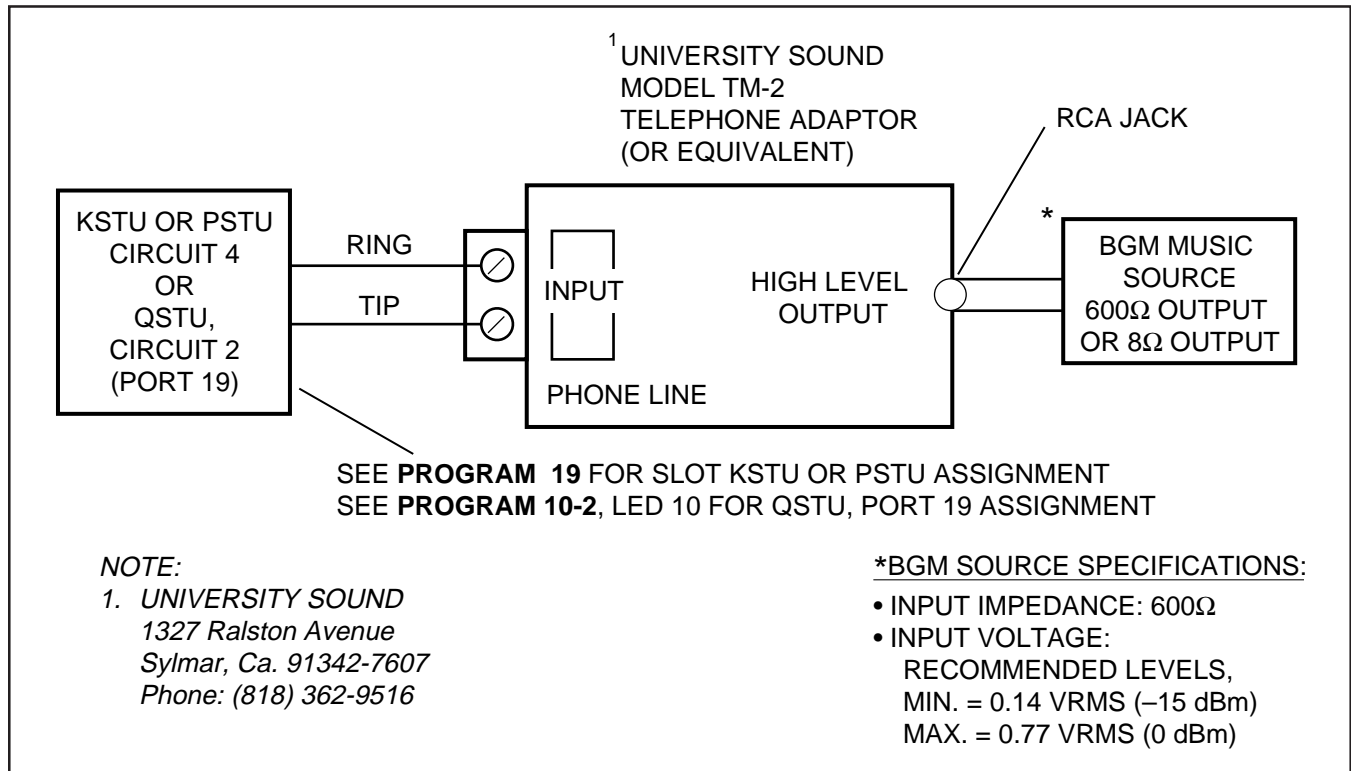 1 UNIVERSITY SOUND
MODEL TM-2
TELEPHONE ADAPTOR
(OR EQUIVALENT)
RCA JACK
KSTU OR PSTU
CIRCUIT 4
OR
QSTU,
CIRCUIT 2
(PORT 19)
RING
TIP
INPUT
PHONE LINE
HIGH LEVEL
OUTPUT
*
BGM MUSIC
SOURCE
600Ω OUTPUT
OR 8Ω OUTPUT
SEE PROGRAM 19 FOR SLOT KSTU OR PSTU ASSIGNMENT
SEE PROGRAM 10-2, LED 10 FOR QSTU, PORT 19 ASSIGNMENT
NOTE:
1. UNIVERSITY SOUND
1327 Ralston Avenue
Sylmar, Ca. 91342-7607
Phone: (818) 362-9516
*BGM SOURCE SPECIFICATIONS:
• INPUT IMPEDANCE: 600Ω
• INPUT VOLTAGE:
RECOMMENDED LEVELS,
MIN. = 0.14 VRMS (–15 dBm)
MAX. = 0.77 VRMS (0 dBm)